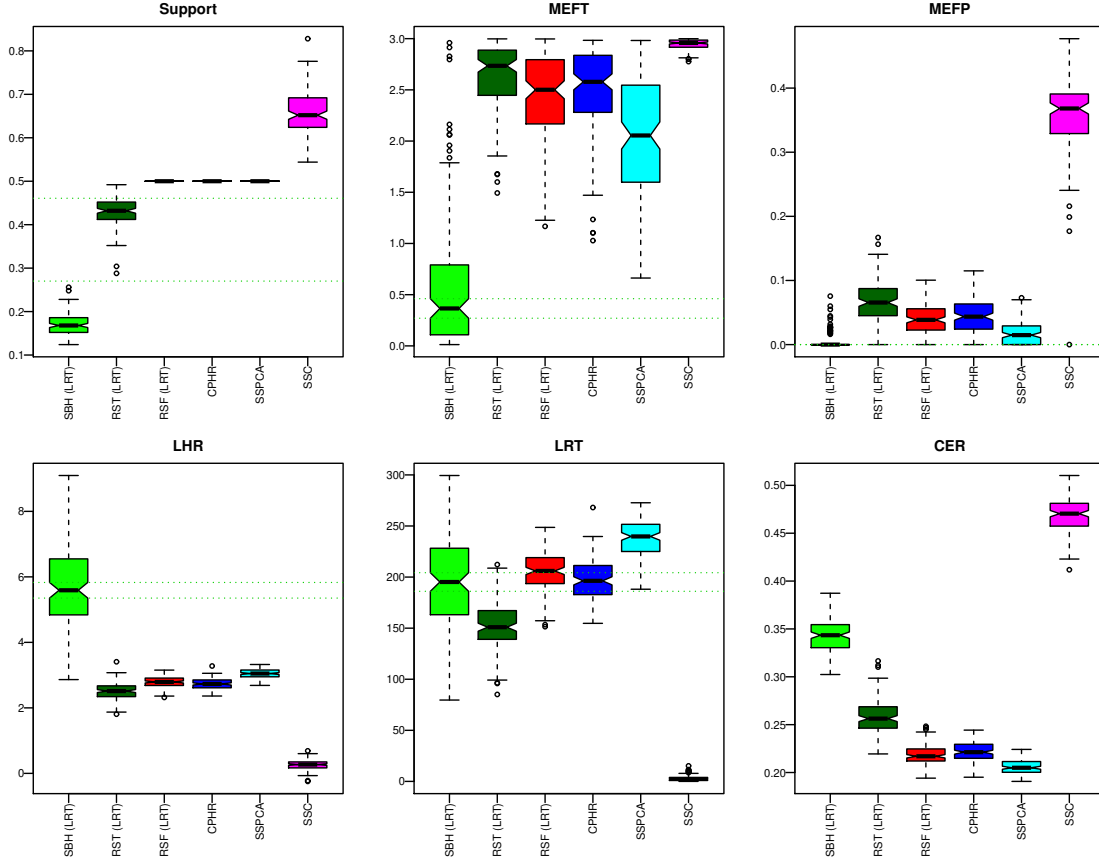 Support
0.8
0.7
0.6
0.5
0.4
0.3
0.2
0.1
SBH (LRT)
RST (LRT)
RSF (LRT)
CPHR
SSPCA
SSC
MEFT
3.0
2.5
2.0
1.5
1.0
0.5
0.0
SBH (LRT)
RST (LRT)
RSF (LRT)
CPHR
SSPCA
SSC
MEFP
0.4
0.3
0.2
0.1
0.0
SBH (LRT)
RST (LRT)
RSF (LRT)
CPHR
SSPCA
SSC
LHR
8
6
4
2
0
SBH (LRT)
RST (LRT)
RSF (LRT)
CPHR
SSPCA
SSC
LRT
300
250
200
150
100
50
0
SBH (LRT)
RST (LRT)
RSF (LRT)
CPHR
SSPCA
SSC
CER
0.50
0.45
0.40
0.35
0.30
0.25
0.20
SBH (LRT)
RST (LRT)
RSF (LRT)
CPHR
SSPCA
SSC